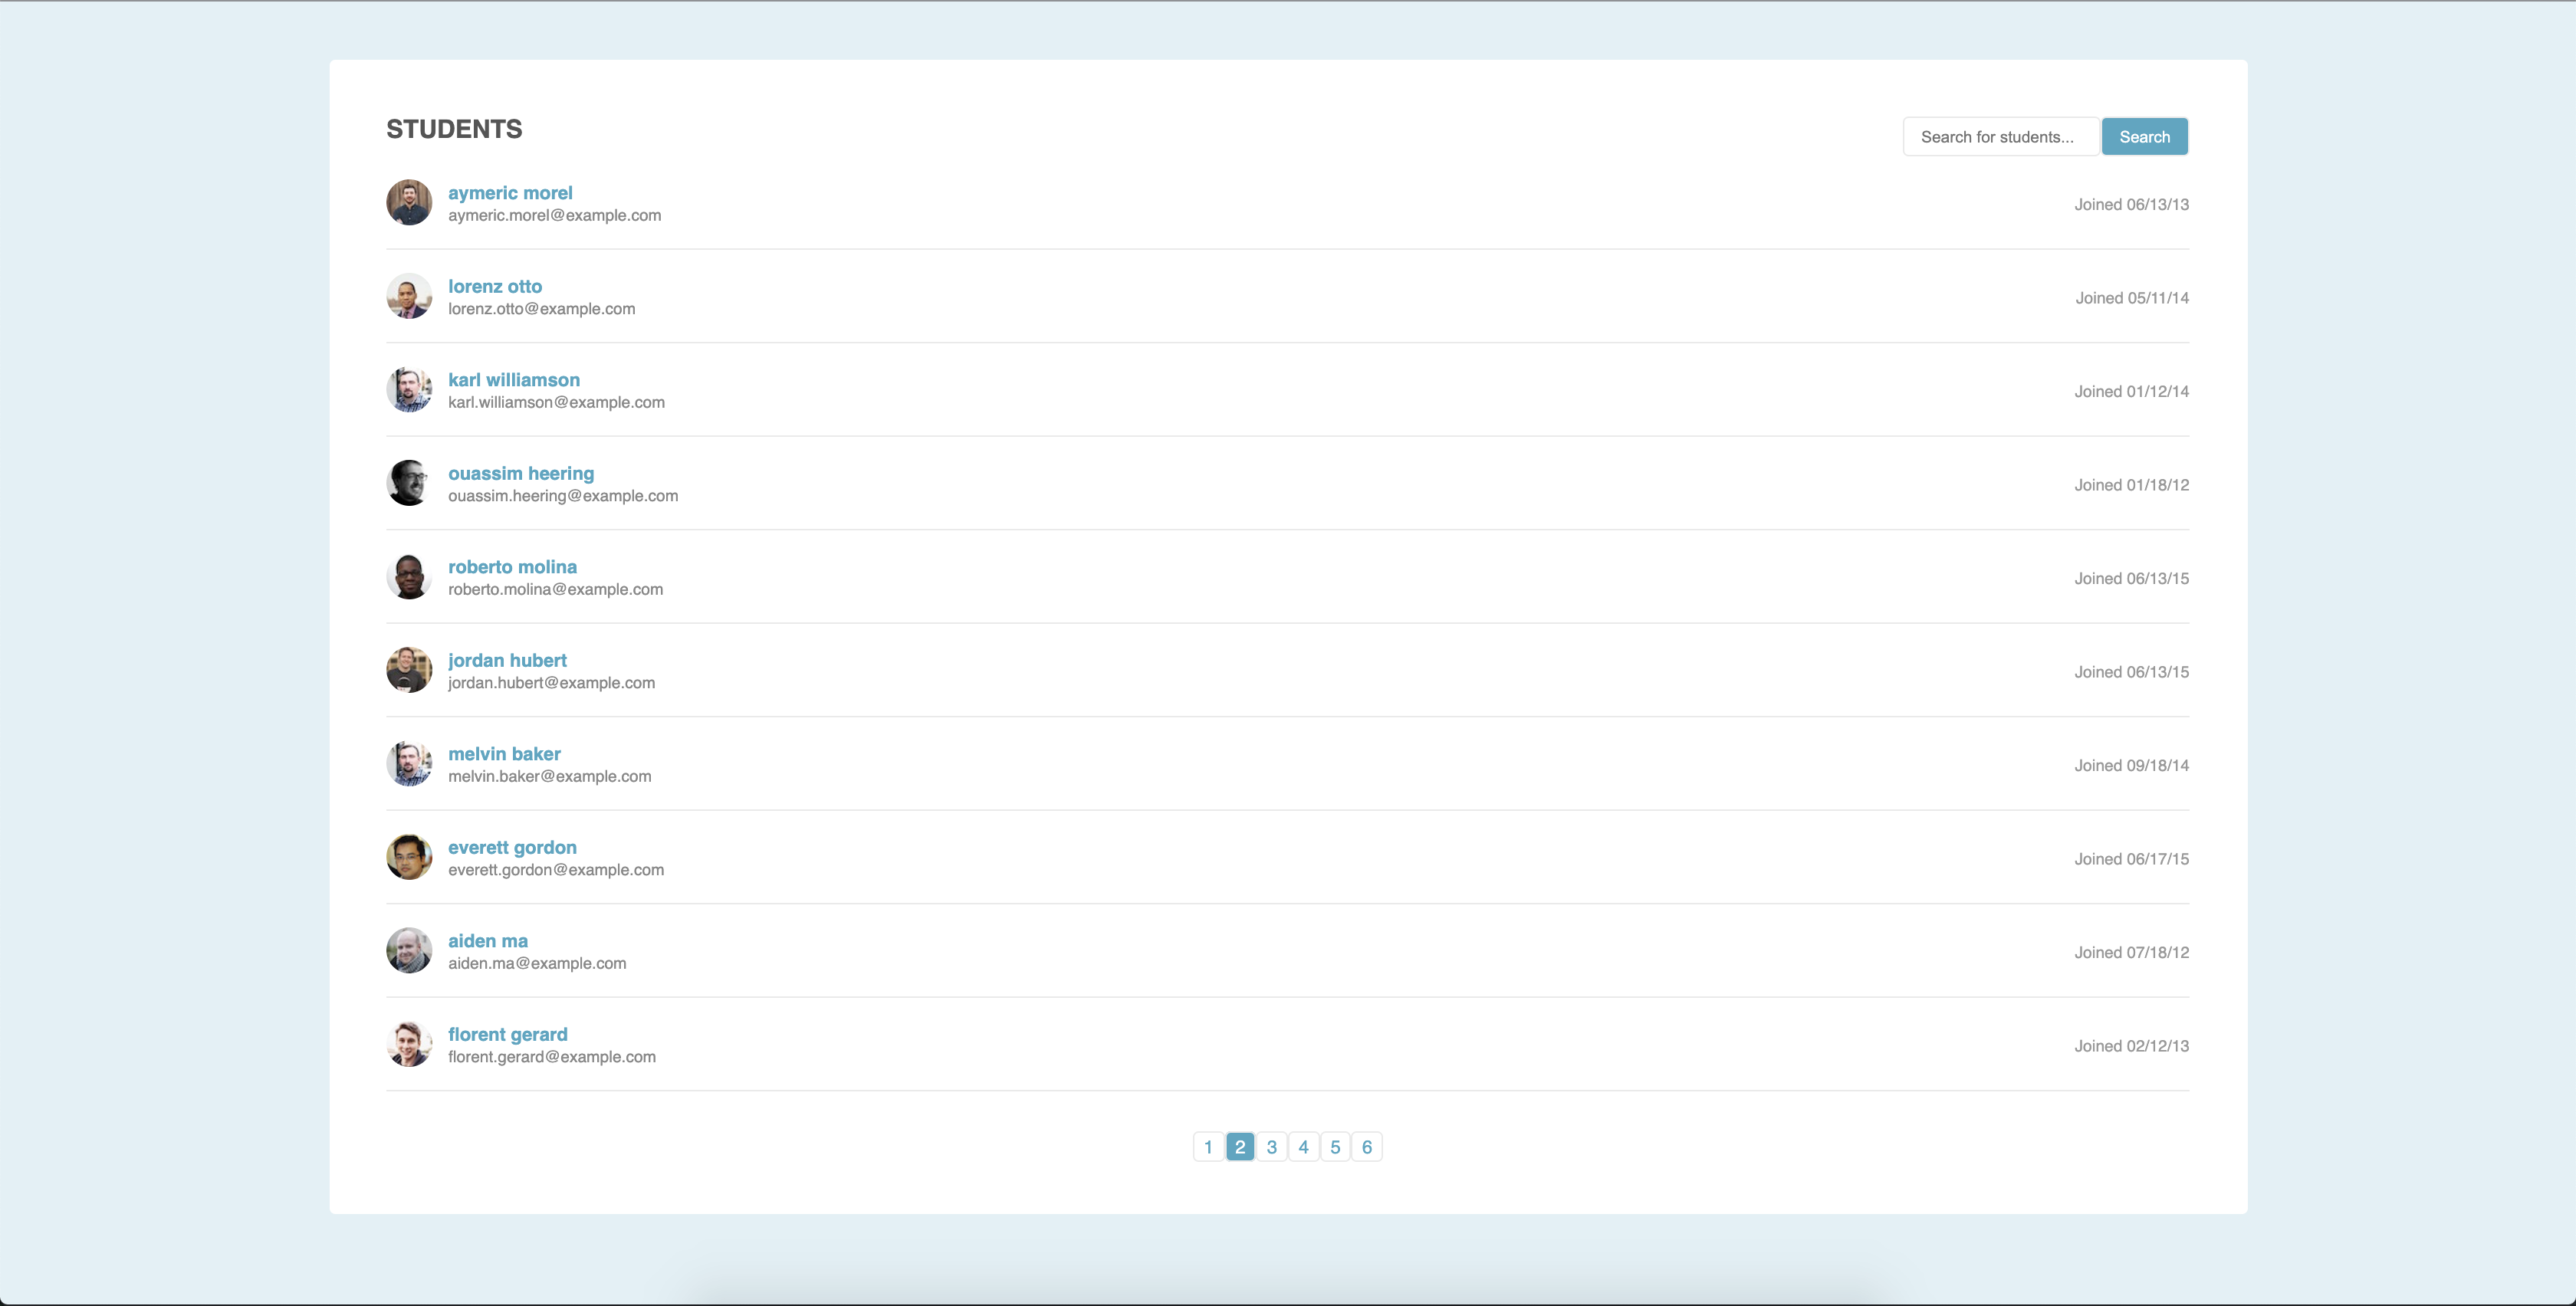 STUDENTS
Search for students...
Search
aymeric morel
aymeric.morel@example.com
Joined 06/13/13
lorenz otto
lorenz.otto@example.com
Joined 05/11/14
karl williamson
karl.williamson@example.com
Joined 01/12/14
ouassim heering
ouassim.heering@example.com
Joined 01/18/12
roberto molina
roberto.molina@example.com
Joined 06/13/15
jordan hubert
jordan.hubert@example.com
Joined 06/13/15
melvin baker
melvin.baker@example.com
Joined 09/18/14
everett gordon
everett.gordon@example.com
Joined 06/17/15
aiden ma
aiden.ma@example.com
Joined 07/18/12
florent gerard
florent.gerard@example.com
Joined 02/12/13
1 2 3 4 5 6